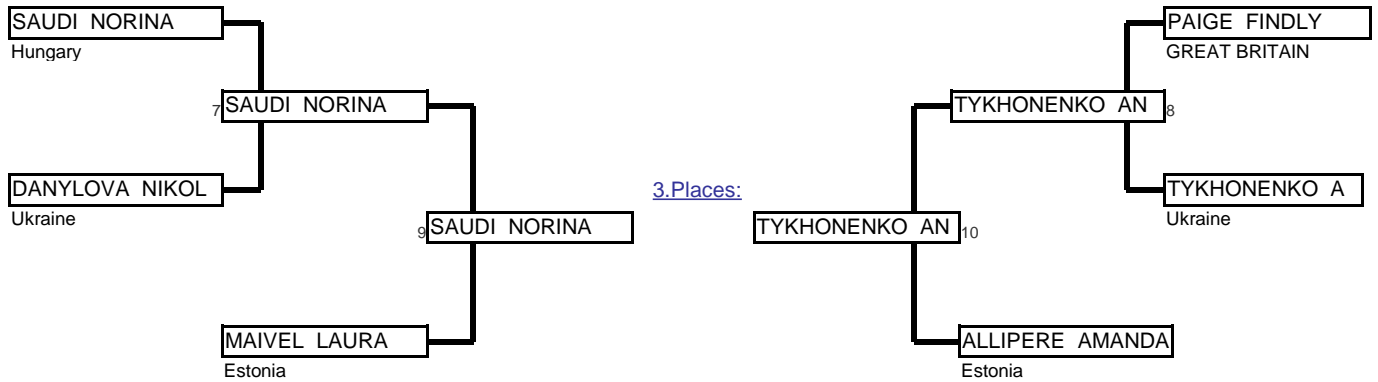 SAUDI NORINA
Hungary
7 SAUDI NORINA
DANYLOVA NIKOL
Ukraine
9 SAUDI NORINA
MAIVEL LAURA
Estonia
3.Places:
PAIGE FINDLY
GREAT BRITAIN
TYKHONENKO AN 8
TYKHONENKO A
Ukraine
TYKHONENKO AN 10
ALLIPERE AMANDA
Estonia